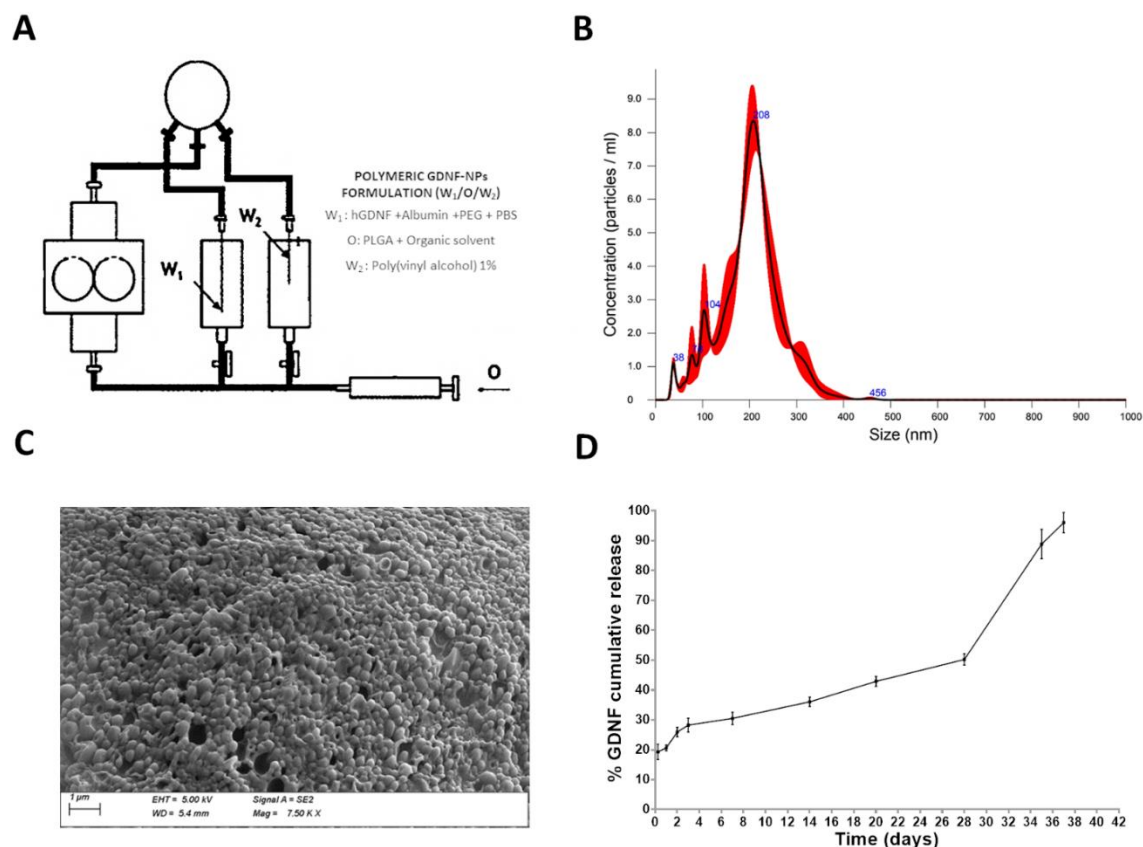 A
W1
W2
POLYMERIC GDNF-NPs
FORMULATION (W1/O/W2)
W1 : hGDNF +Albumin +PEG + PBS
O: PLGA + Organic solvent
W2 : Poly(vinyl alcohol) 1%
O
B
Concentration (particles / ml)
9.0
8.0
7.0
6.0
5.0
4.0
3.0
2.0
1.0
0
208
104
38
456
0 100 200 300 400 500 600 700 800 900 1000
Size (nm)
C
1 µm
EHT = 5.00 kV Signal A = SE2
WD = 5.4 mm Mag = 7.50 K X
D
% GDNF cumulative release
100
90
80
70
60
50
40
30
20
10
0
0 2 4 6 8 10 12 14 16 18 20 22 24 26 28 30 32 34 36 38 40 42
Time (days)